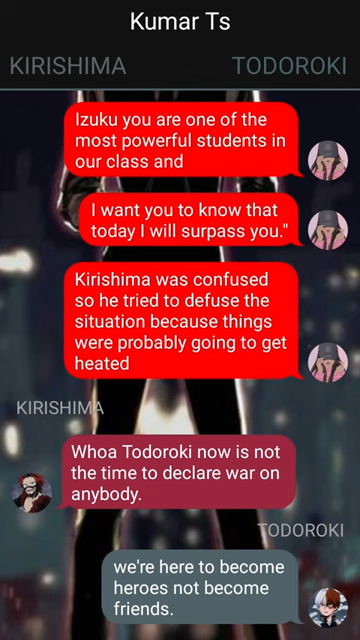 Kumar Ts
KIRISHIMA
TODOROKI
Izuku you are one of the
most powerful students in
our class and
I want you to know that
today I will surpass you."
Kirishima was confused
so he tried to defuse the
situation because things
were probably going to get
heated
KIRISHIMA
Whoa Todoroki now is not
the time to declare war on
anybody.
TODOROKI
we're here to become
heroes not become
friends.